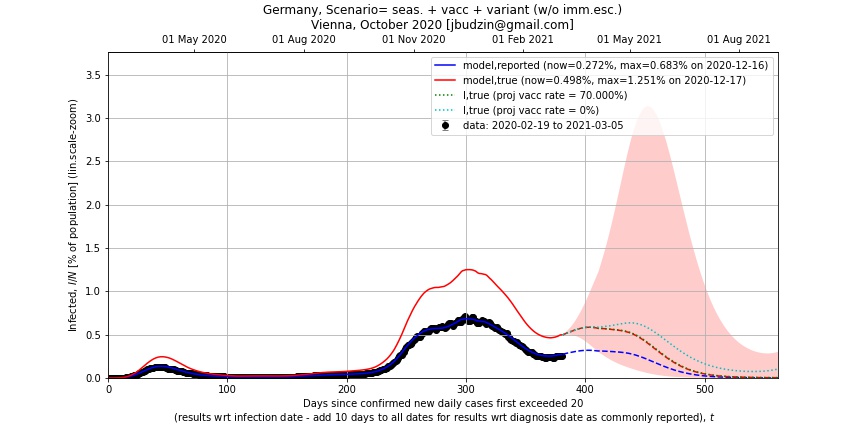 Germany, Scenario= seas. + vacc + variant (w/o imm.esc.)
Vienna, October 2020 [jbudzin@gmail.com]
01 May 2020 01 Aug 2020 01 Nov 2020 01 Feb 2021 01 May 2021 01 Aug 2021
model,reported (now=0.272%, max=0.683% on 2020-12-16)
model,true (now=0.498%, max=1.251% on 2020-12-17)
I,true (proj vacc rate = 70.000%)
I,true (proj vacc rate = 0%)
data: 2020-02-19 to 2021-03-05
Infected, I/N [% of population] (lin.scale-zoom)
3.5
3.0
2.5
2.0
1.5
1.0
0.5
0.0
0 100 200 300 400 500
Days since confirmed new daily cases first exceeded 20
(results wrt infection date - add 10 days to all dates for results wrt diagnosis date as commonly reported), t